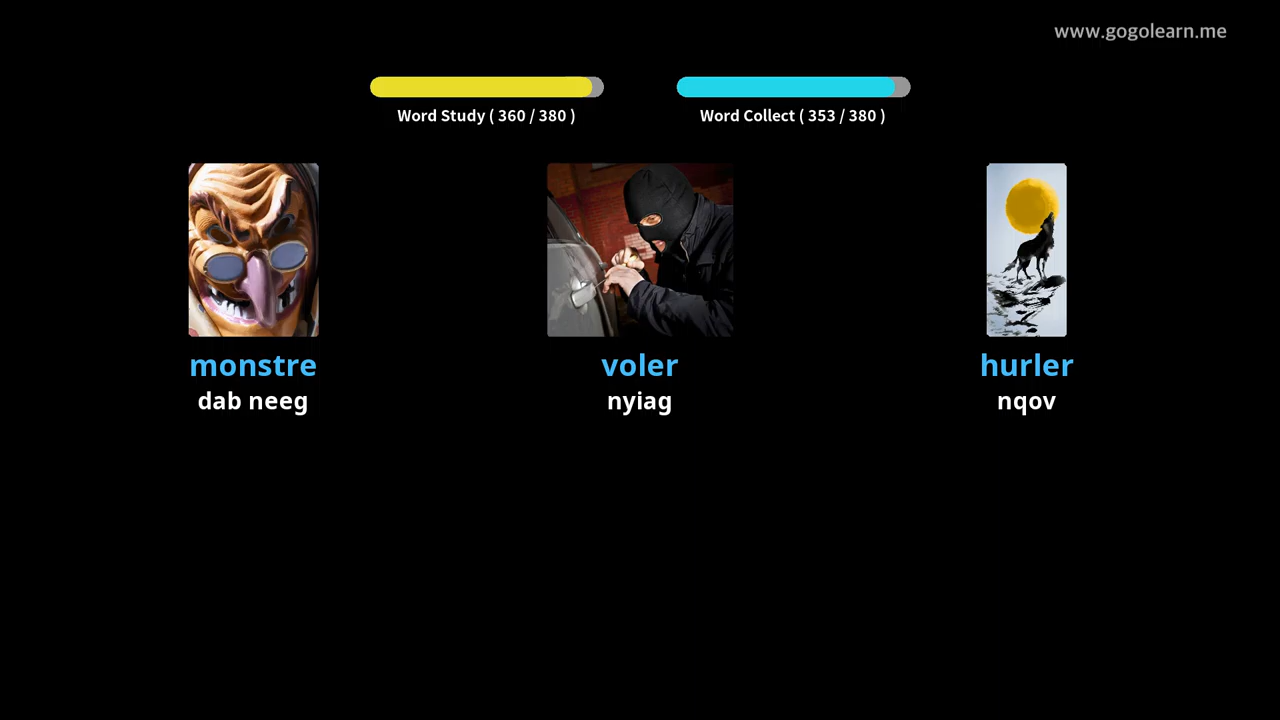 www.gogolearn.me
Word Study ( 360 / 380 )
Word Collect ( 353 / 380 )
monstre
dab neeg
voler
nyiag
hurler
nqov